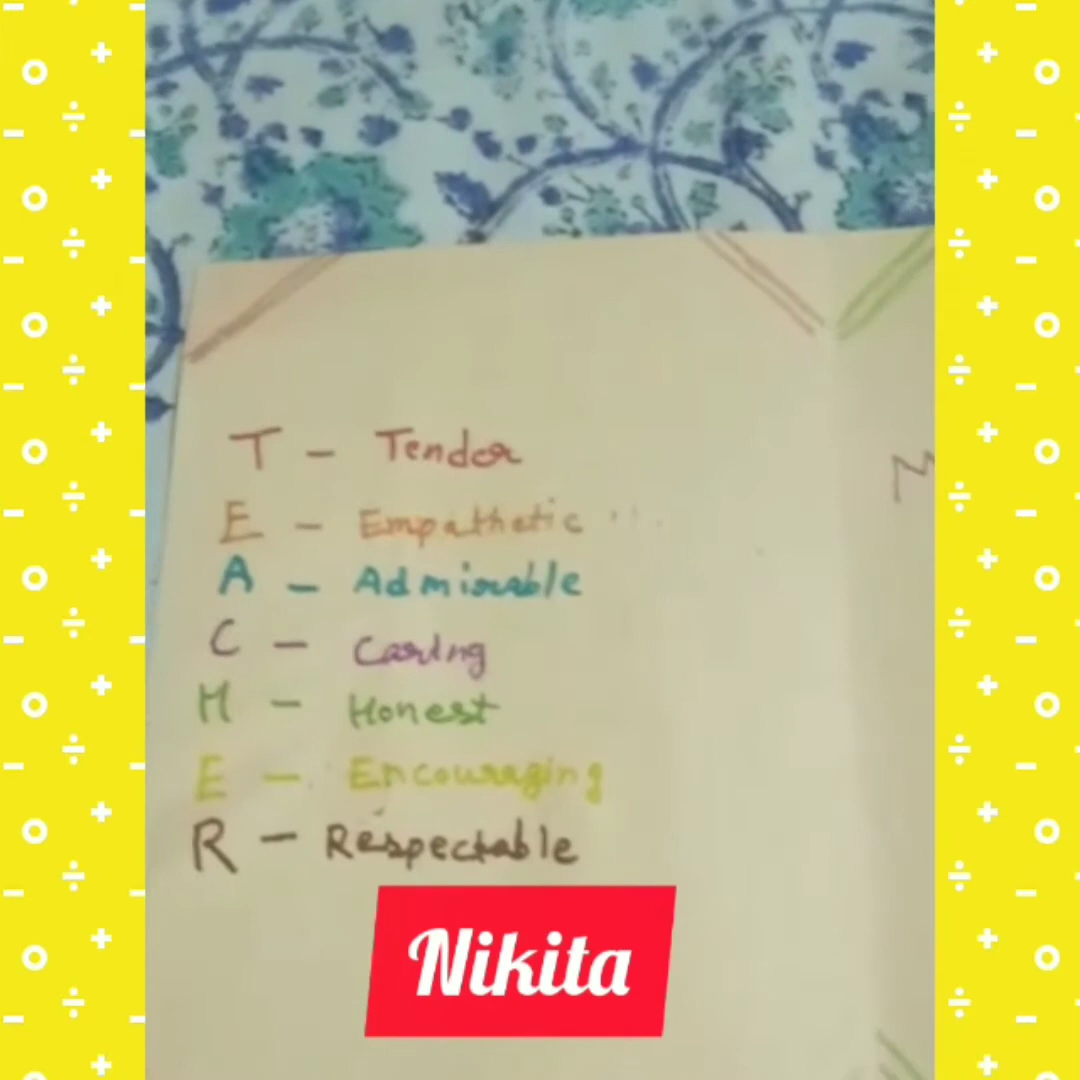 T - Tender
E - Empathetic
A - Admirable
C - Caring
H - Honest
E - Encouraging
R - Respectable
Nikita